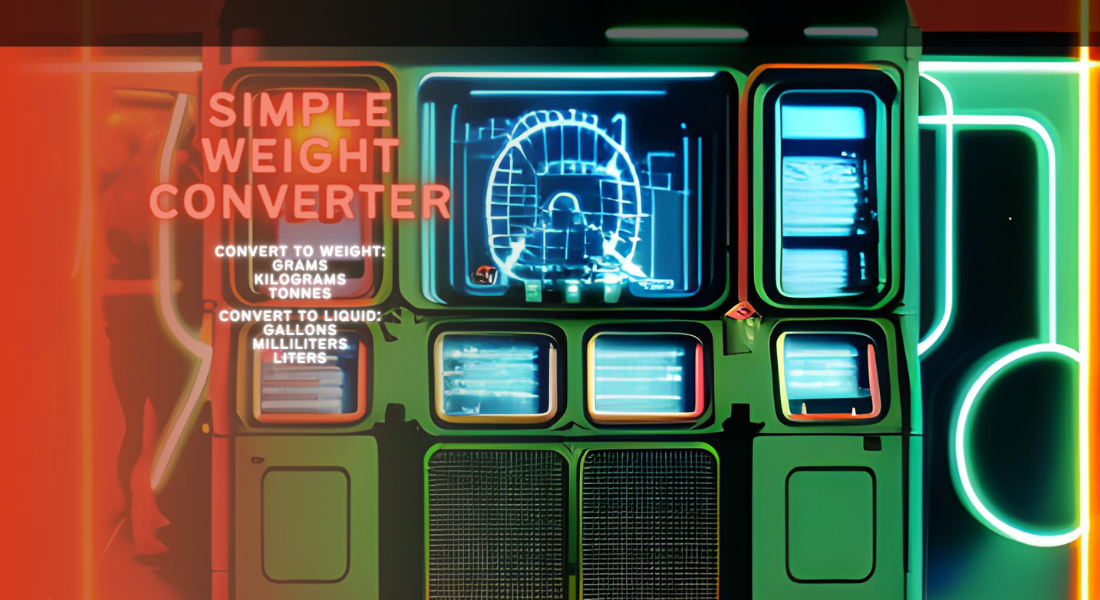 SIMPLE
WEIGHT
CONVERTER
CONVERT TO WEIGHT:
GRAMS
KILOGRAMS
TONNES
CONVERT TO LIQUID:
GALLONS
MILLILITERS
LITERS